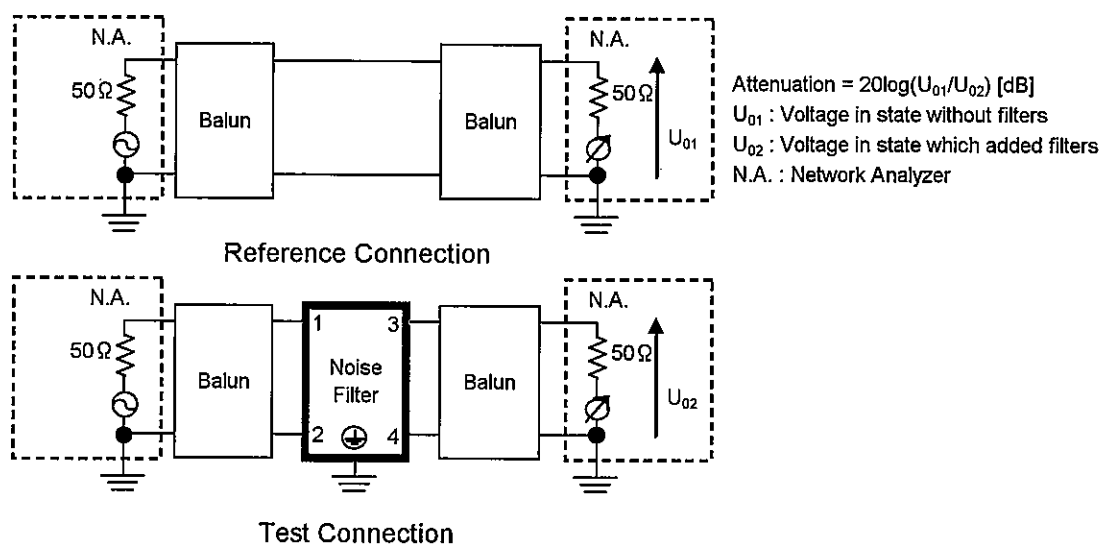 N.A.
50Ω
Balun
Balun
N.A.
50Ω
U01
Attenuation = 20log(U01/U02) [dB]
U01 : Voltage in state without filters
U02 : Voltage in state which added filters
N.A. : Network Analyzer
Reference Connection
N.A.
50Ω
Balun
1 3
Noise
Filter
2 4
Balun
N.A.
50Ω
U02
Test Connection